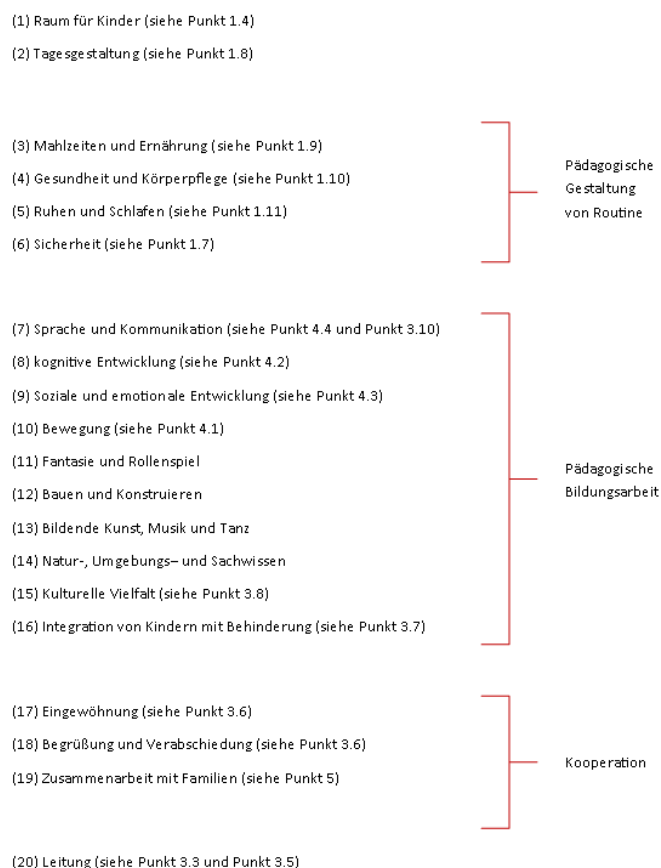 (1) Raum für Kinder (siehe Punkt 1.4)
(2) Tagesgestaltung (siehe Punkt 1.8)
(3) Mahlzeiten und Ernährung (siehe Punkt 1.9)
(4) Gesundheit und Körperpflege (siehe Punkt 1.10)
(5) Ruhen und Schlafen (siehe Punkt 1.11)
(6) Sicherheit (siehe Punkt 1.7)
Pädagogische
Gestaltung
von Routine
(7) Sprache und Kommunikation (siehe Punkt 4.4 und Punkt 3.10)
(8) kognitive Entwicklung (siehe Punkt 4.2)
(9) Soziale und emotionale Entwicklung (siehe Punkt 4.3)
(10) Bewegung (siehe Punkt 4.1)
(11) Fantasie und Rollenspiel
(12) Bauen und Konstruieren
(13) Bildende Kunst, Musik und Tanz
(14) Natur-, Umgebungs– und Sachwissen
(15) Kulturelle Vielfalt (siehe Punkt 3.8)
(16) Integration von Kindern mit Behinderung (siehe Punkt 3.7)
Pädagogische
Bildungsarbeit
(17) Eingewöhnung (siehe Punkt 3.6)
(18) Begrüßung und Verabschiedung (siehe Punkt 3.6)
(19) Zusammenarbeit mit Familien (siehe Punkt 5)
Kooperation
(20) Leitung (siehe Punkt 3.3 und Punkt 3.5)